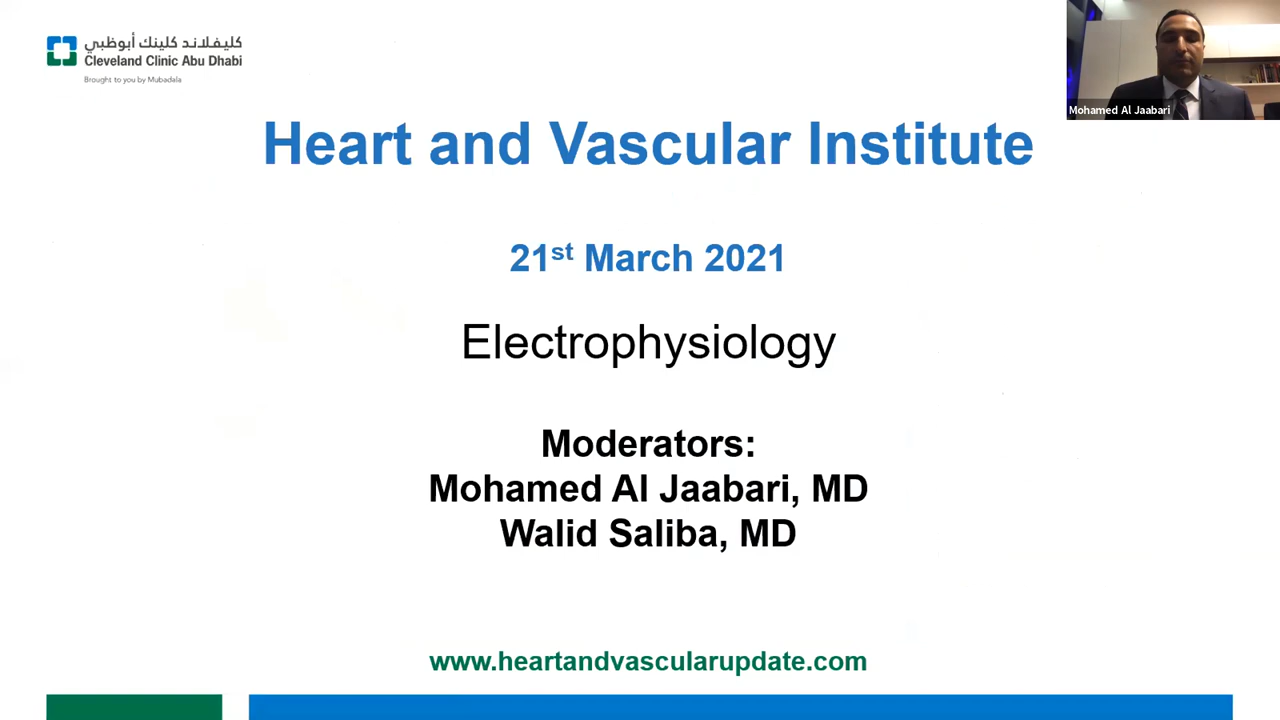 كليفلاند كلينك أبوظبي
Cleveland Clinic Abu Dhabi
Brought to you by Mubadala
Mohamed Al Jaabari
Heart and Vascular Institute
21st March 2021
Electrophysiology
Moderators:
Mohamed Al Jaabari, MD
Walid Saliba, MD
www.heartandvascularupdate.com